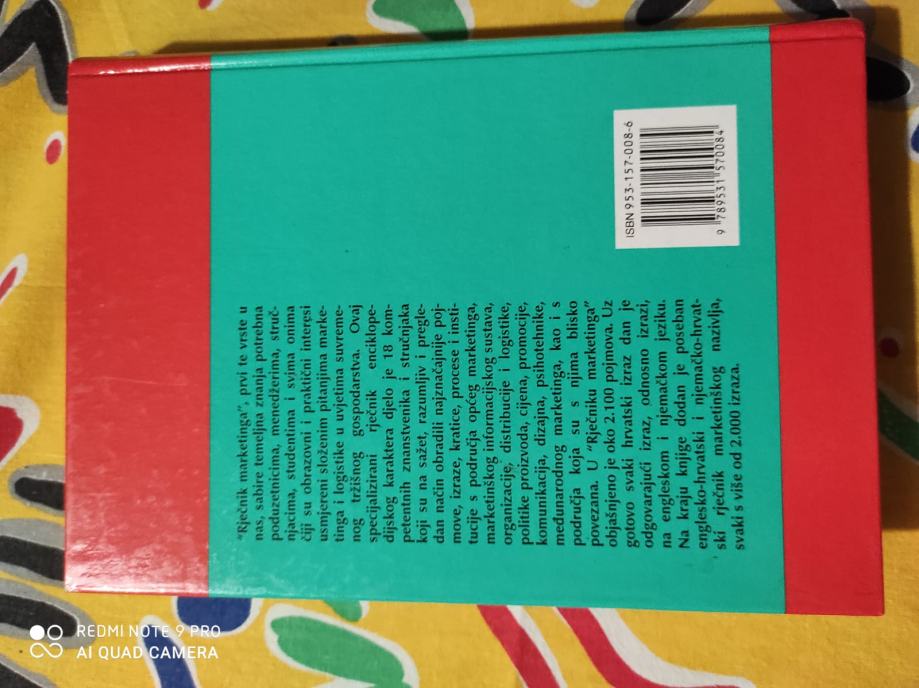 "Rječnik marketinga", prvi te vrste u
nas, sabire temeljna znanja potrebna
poduzetnicima, menedžerima, struč-
njacima, studentima i svjma onima
čiji su obrazovni i praktični interesi
usmjereni složenim pitanjima marke-
tinga i logistike u uvjetima suvreme-
nog tržišnog gospodarstva. Ovaj
specijalizirani rječnik enciklope-
dijskog karaktera djelo je 18 kom-
petentnih znanstvenika i stručnjaka
koji su na sažet, razumljiv i pregle-
dan način obradili najznačajnije poj-
move, izraze, kratice, procese i insti-
tucije s područja općeg marketinga,
marketinškog informacijskog sustava,
organizacije, distribucije i logistike,
politike proizvoda, cijena, promocije,
komunikacija, dizajna, psihotehnike,
međunarodnog marketinga, kao i s
područja koja su s njima blisko
povezana. U "Rječniku marketinga"
objašnjeno je oko 2.100 pojmova. Uz
gotovo svaki hrvatski izraz dan je
odgovarajući izraz, odnosno izrazi,
na engleskom i njemačkom jeziku.
Na kraju knjige dodan je poseban
englesko-hrvatski i njemačko-hrvat-
ski rječnik marketinškog nazivlja,
svaki s više od 2.000 izraza.
ISBN 953-157-008-6
9 789531 570084
REDMI NOTE 9 PRO
AI QUAD CAMERA